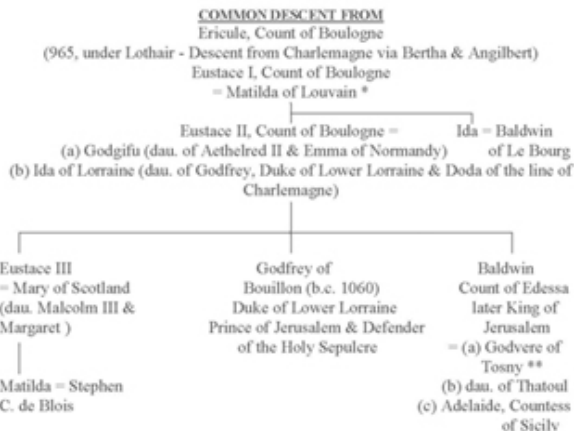 COMMON DESCENT FROM
Ericule, Count of Boulogne
(965, under Lothair - Descent from Charlemagne via Bertha & Angilbert)
Eustace I, Count of Boulogne
= Matilda of Louvain *
Eustace II, Count of Boulogne =
(a) Godgifu (dau. of Aethelred II & Emma of Normandy)
(b) Ida of Lorraine (dau. of Godfrey, Duke of Lower Lorraine & Doda of the line of
Charlemagne)
Ida = Baldwin
of Le Bourg
Eustace III
= Mary of Scotland
(dau. Malcolm III &
Margaret )
Matilda = Stephen
C. de Blois
Godfrey of
Bouillon (b.c. 1060)
Duke of Lower Lorraine
Prince of Jerusalem & Defender
of the Holy Sepulcre
Baldwin
Count of Edessa
later King of
Jerusalem
= (a) Godvere of
Tosny **
(b) dau. of Thatoul
(c) Adelaide, Countess
of Sicily